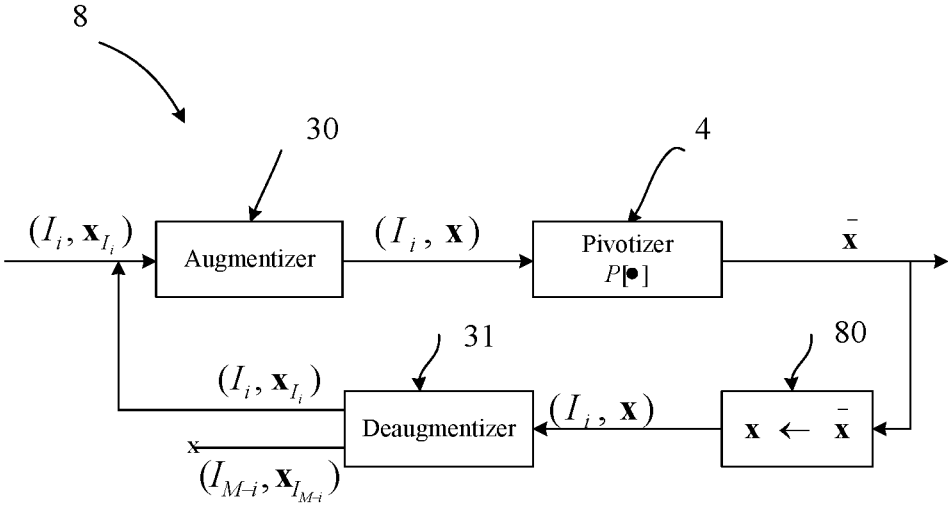 8
30
4
(I_i, x_{I_i})
Augmentizer
(I_i, x)
Pivotizer
P[●]
x̄
31
80
(I_i, x_{I_i})
Deaugmentizer
(I_i, x)
x ← x̄
x
(I_{M-i}, x_{I_{M-i}})